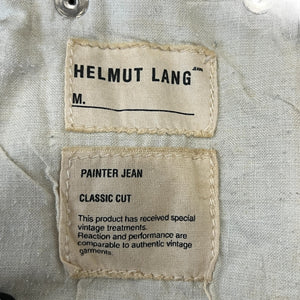 HELMUT LANG JEANS
M.
PAINTER JEAN
CLASSIC CUT
This product has received special
vintage treatments.
Reaction and performance are
comparable to authentic vintage
garments.